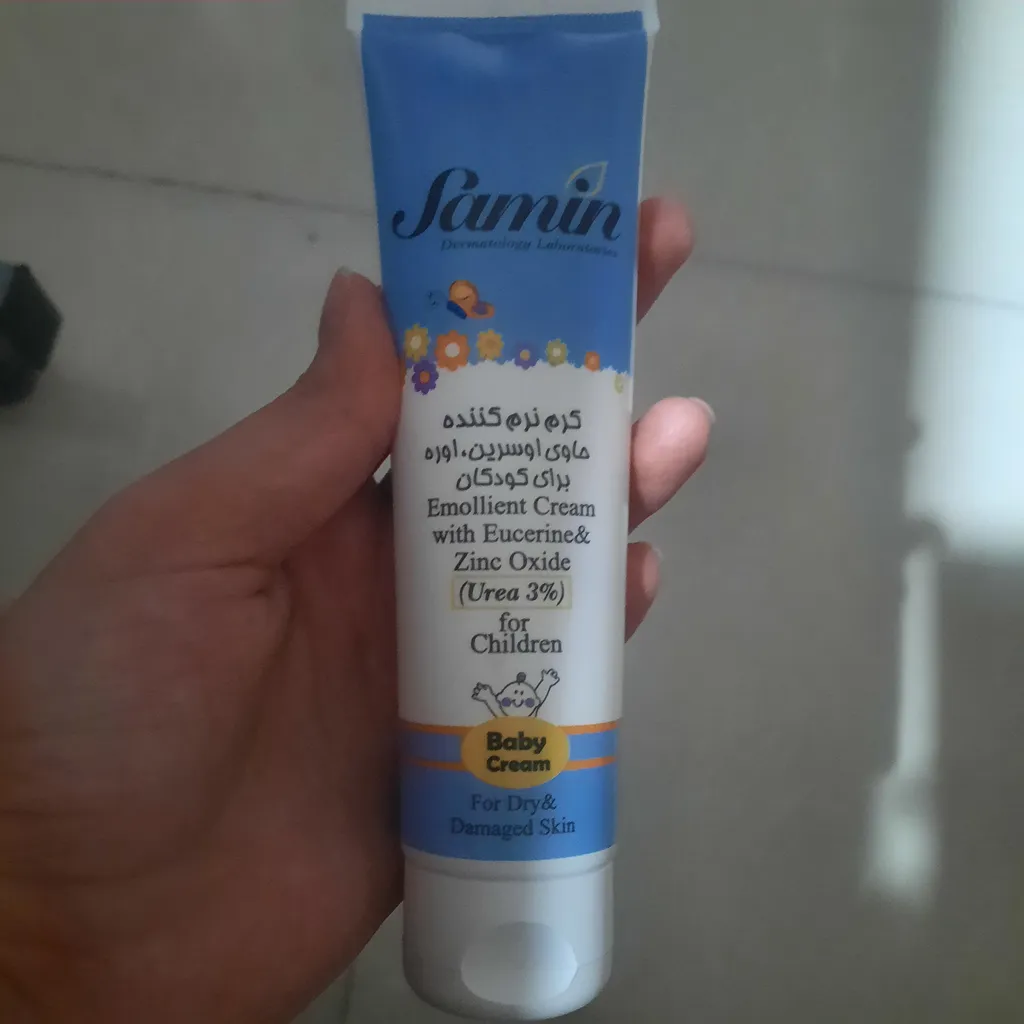 Samin
Dermatology Laboratories
کرم نرم کننده
حاوی اوسرین، اوره
برای کودکان
Emollient Cream
with Eucerine&
Zinc Oxide
(Urea 3%)
for
Children
Baby
Cream
For Dry&
Damaged Skin